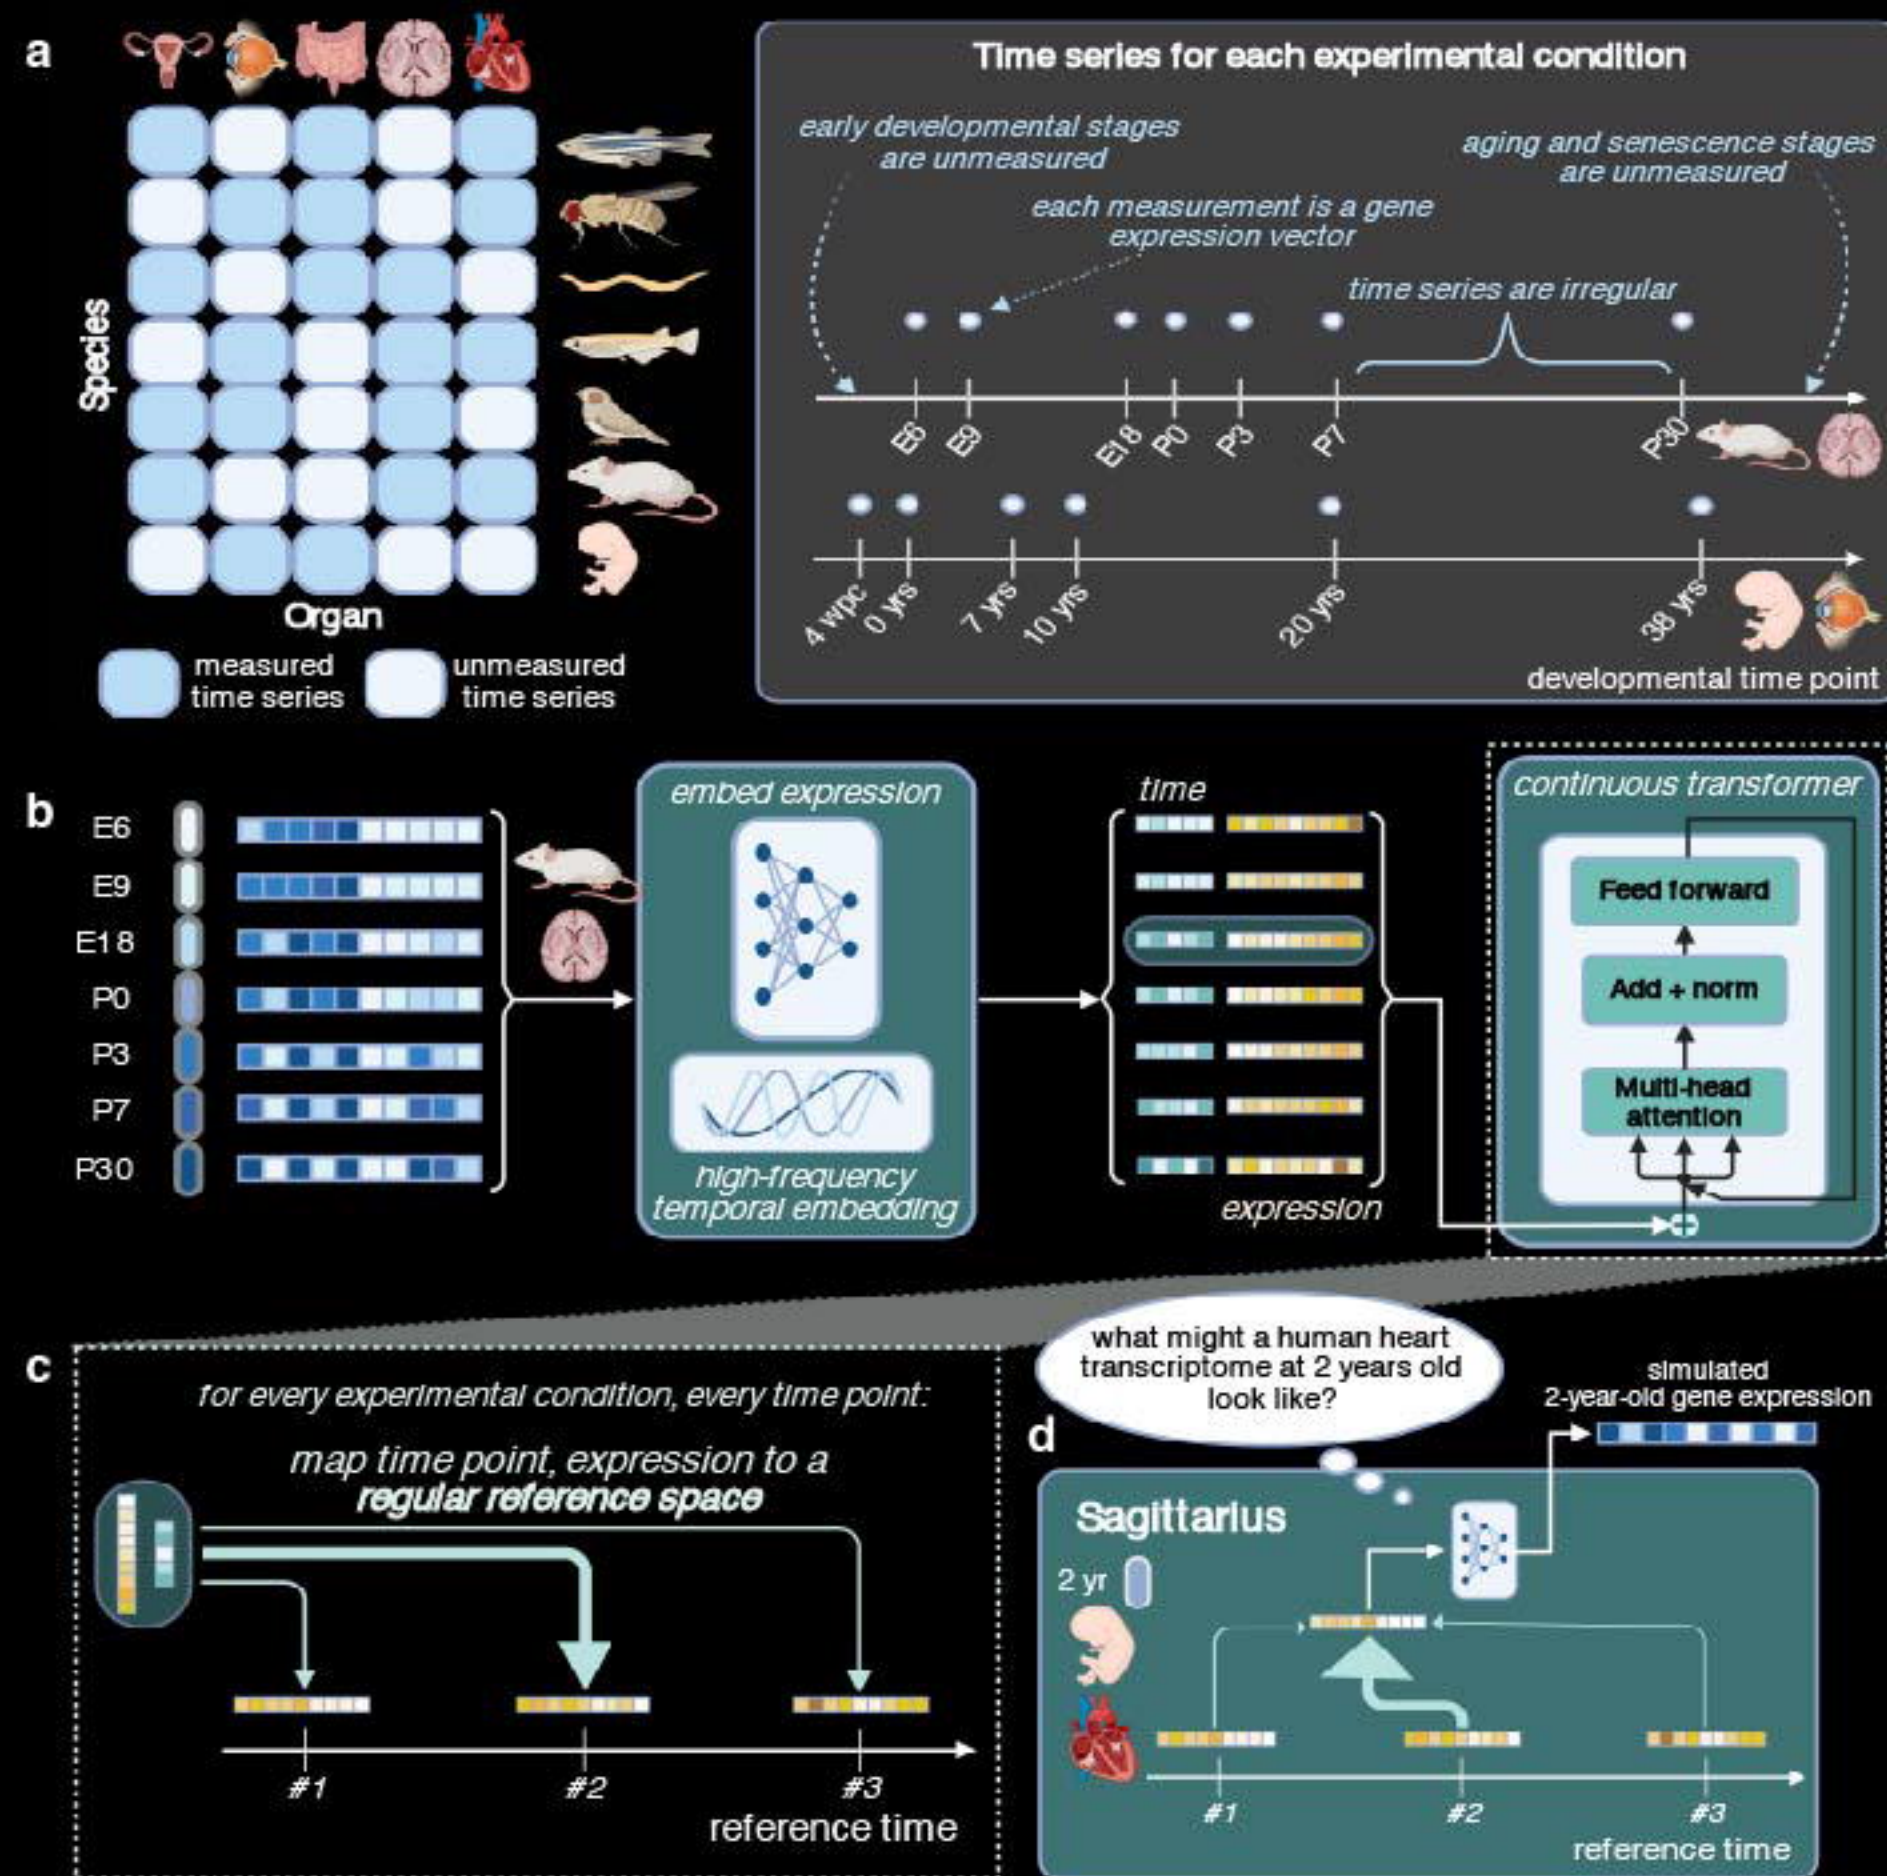 a
Species
Organ
measured
time series
unmeasured
time series
Time series for each experimental condition
early developmental stages
are unmeasured
aging and senescence stages
are unmeasured
each measurement is a gene
expression vector
time series are irregular
E6
E9
E18
P0
P3
P7
P30
4 wpc
0 yrs
7 yrs
10 yrs
20 yrs
38 yrs
developmental time point
b
E6
E9
E18
P0
P3
P7
P30
embed expression
high-frequency
temporal embedding
time
expression
continuous transformer
Feed forward
Add + norm
Multi-head
attention
c
for every experimental condition, every time point:
map time point, expression to a
regular reference space
#1
#2
#3
reference time
d
what might a human heart
transcriptome at 2 years old
look like?
simulated
2-year-old gene expression
Sagittarius
2 yr
#1
#2
#3
reference time